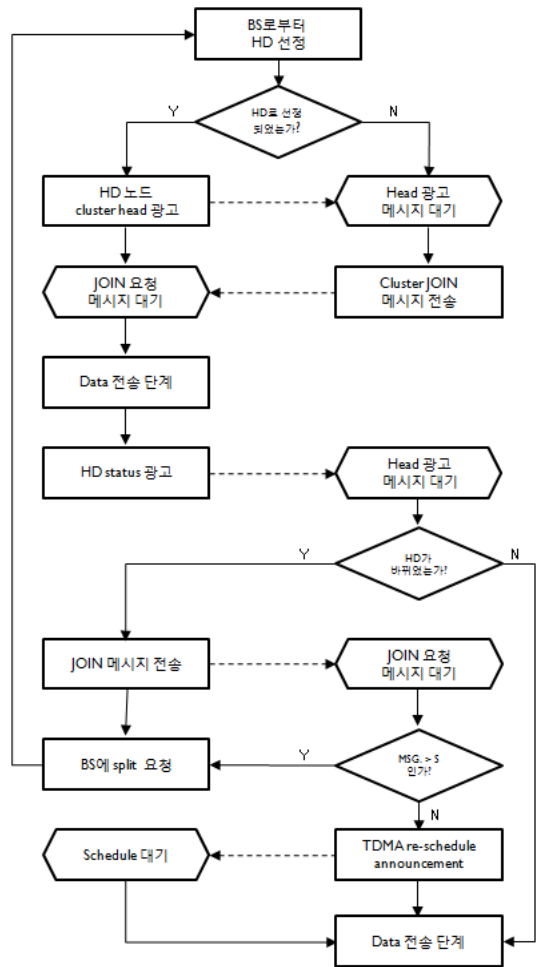 BS로부터
HD 선정
HD로 선정
되었는가?
Y
N
HD 노드
cluster head 광고
Head 광고
메시지 대기
JOIN 요청
메시지 대기
Cluster JOIN
메시지 전송
Data 전송 단계
HD status 광고
Head 광고
메시지 대기
HD가
바뀌었는가?
Y
N
JOIN 메시지 전송
JOIN 요청
메시지 대기
BS에 split 요청
Y
MSG. > S
인가?
N
Schedule 대기
TDMA re-schedule
announcement
Data 전송 단계